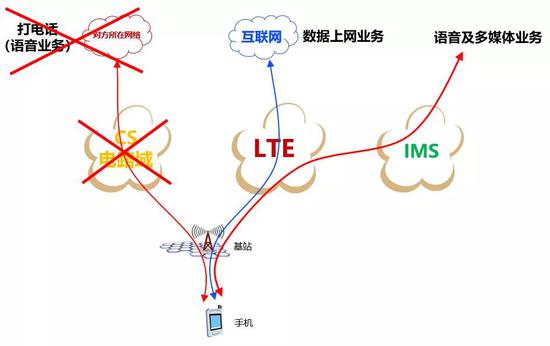 打电话
（语音业务）
对方所在网络
互联网
数据上网业务
语音及多媒体业务
CS
电路域
LTE
IMS
基站
手机